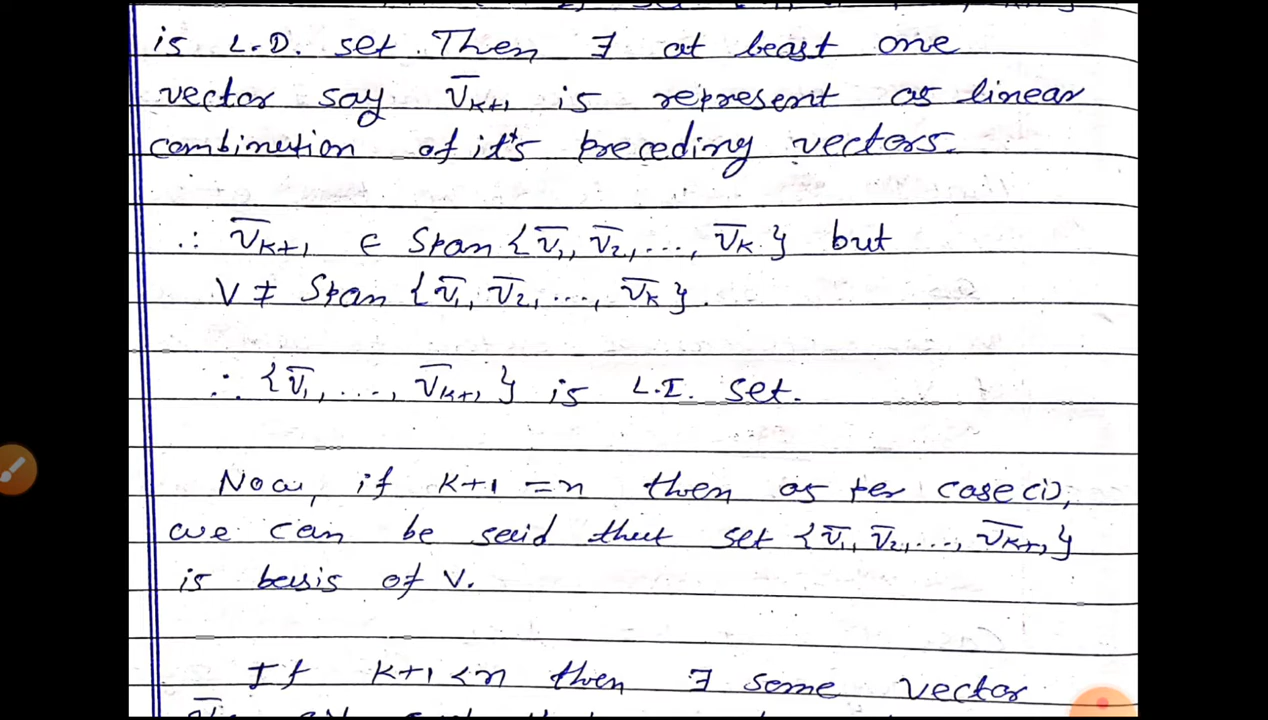 is L.D. set. Then ∃ at least one
vector say v̄ₖ₊₁ is represent as linear
combination of it's preceding vectors.
∴ v̄ₖ₊₁ ∈ Span {v̄₁, v̄₂, ..., v̄ₖ} but
V ≠ Span {v̄₁, v̄₂, ..., v̄ₖ}.
∴ {v̄₁, ...., v̄ₖ₊₁} is L.I. set.
Now, if k+1 = n then as per case (i),
we can be said that set {v̄₁, v̄₂, ..., v̄ₖ₊₁}
is basis of V.
If k+1 < n then ∃ some vector